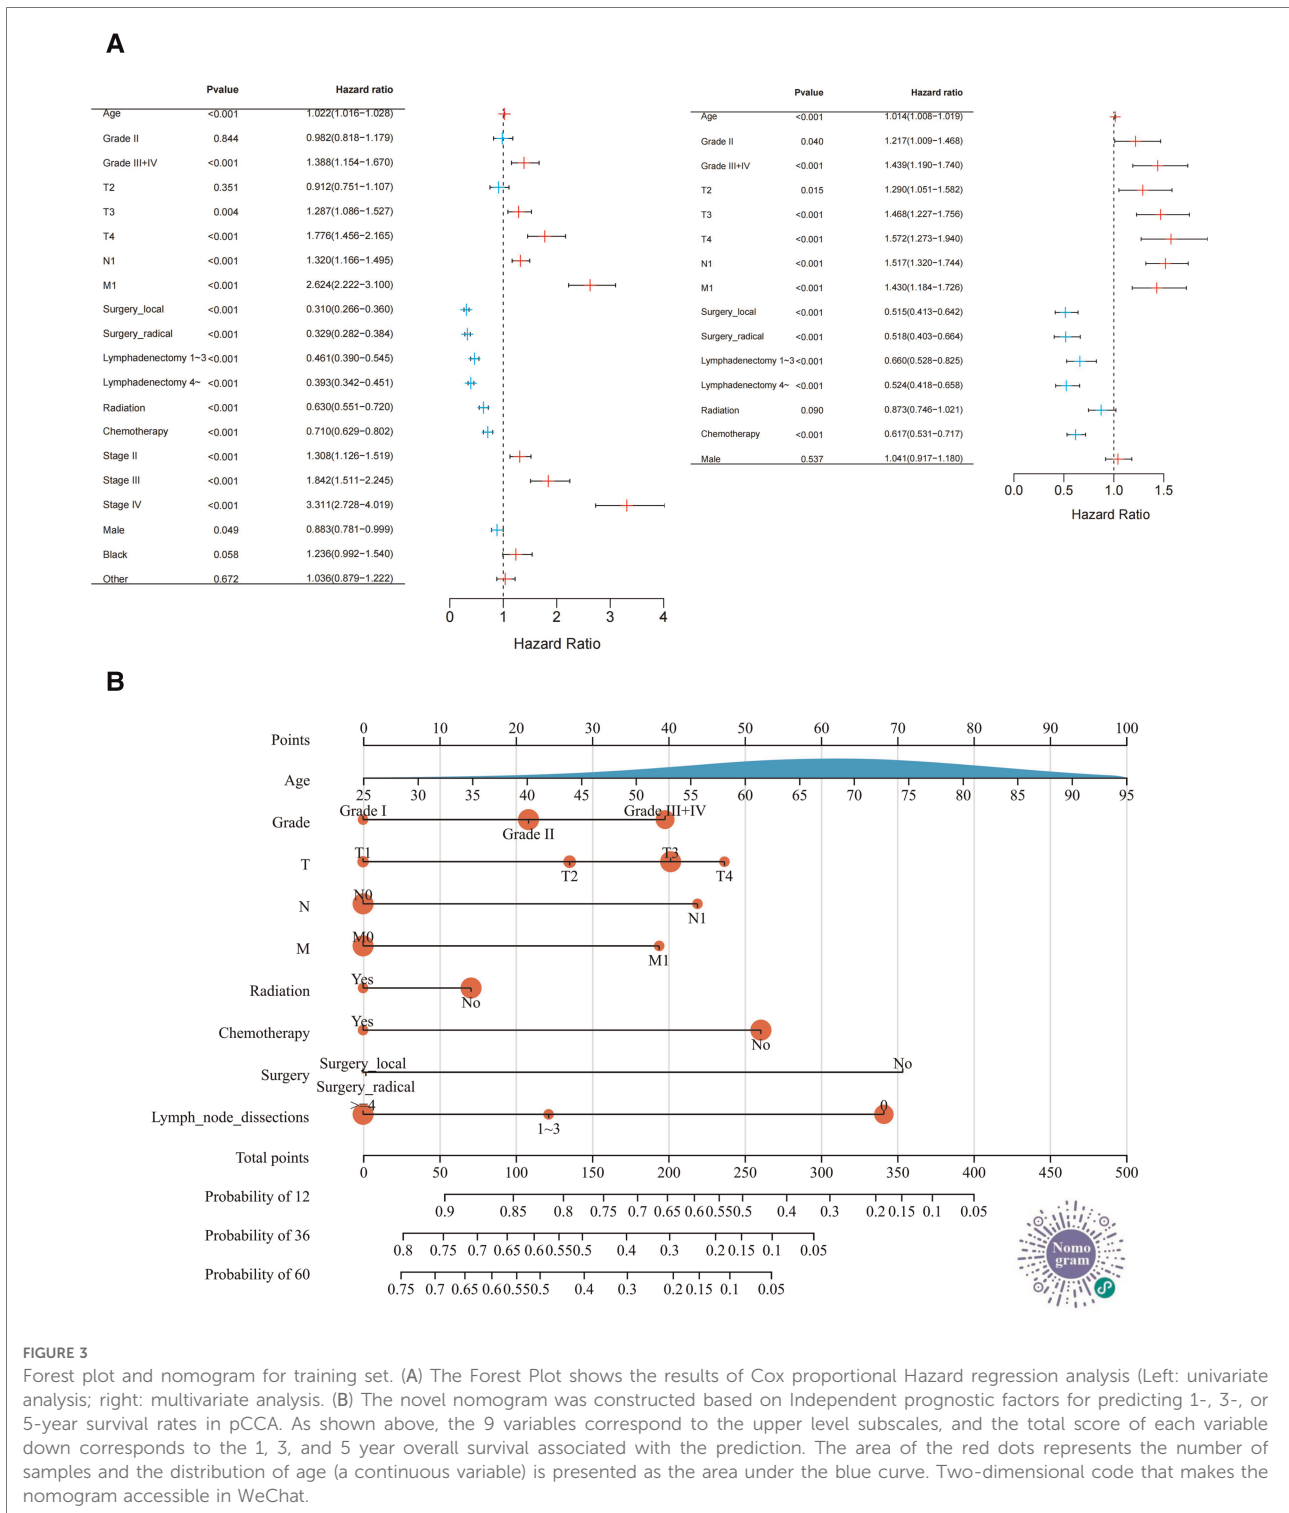 A
Pvalue Hazard ratio
Age <0.001 1.022(1.016−1.028)
Grade II 0.844 0.982(0.818−1.179)
Grade III+IV <0.001 1.388(1.154−1.670)
T2 0.351 0.912(0.751−1.107)
T3 0.004 1.287(1.086−1.527)
T4 <0.001 1.776(1.456−2.165)
N1 <0.001 1.320(1.166−1.495)
M1 <0.001 2.624(2.222−3.100)
Surgery_local <0.001 0.310(0.266−0.360)
Surgery_radical <0.001 0.329(0.282−0.384)
Lymphadenectomy 1~3 <0.001 0.461(0.390−0.545)
Lymphadenectomy 4~ <0.001 0.393(0.342−0.451)
Radiation <0.001 0.630(0.551−0.720)
Chemotherapy <0.001 0.710(0.629−0.802)
Stage II <0.001 1.308(1.126−1.519)
Stage III <0.001 1.842(1.511−2.245)
Stage IV <0.001 3.311(2.728−4.019)
Male 0.049 0.883(0.781−0.999)
Black 0.058 1.236(0.992−1.540)
Other 0.672 1.036(0.879−1.222)
0 1 2 3 4
Hazard Ratio
Pvalue Hazard ratio
Age <0.001 1.014(1.008−1.019)
Grade II 0.040 1.217(1.009−1.468)
Grade III+IV <0.001 1.439(1.190−1.740)
T2 0.015 1.290(1.051−1.582)
T3 <0.001 1.468(1.227−1.756)
T4 <0.001 1.572(1.273−1.940)
N1 <0.001 1.517(1.320−1.744)
M1 <0.001 1.430(1.184−1.726)
Surgery_local <0.001 0.515(0.413−0.642)
Surgery_radical <0.001 0.518(0.403−0.664)
Lymphadenectomy 1~3 <0.001 0.660(0.528−0.825)
Lymphadenectomy 4~ <0.001 0.524(0.418−0.658)
Radiation 0.090 0.873(0.746−1.021)
Chemotherapy <0.001 0.617(0.531−0.717)
Male 0.537 1.041(0.917−1.180)
0.0 0.5 1.0 1.5
Hazard Ratio
B
0 10 20 30 40 50 60 70 80 90 100
Points
Age
25 30 35 40 45 50 55 60 65 70 72 75 80 85 90 95
Grade I Grade III+IV
Grade
Grade II
T1 T3
T
T2 T4
N0
N
N1
M0
M
M1
Yes
Radiation
No
Yes
Chemotherapy
No
Surgery_local No
Surgery
Surgery_radical
>=4 0
Lymph_node_dissections
1~3
Total points
0 50 100 150 200 250 300 350 400 450 500
Probability of 12
0.9 0.85 0.8 0.75 0.7 0.65 0.6 0.55 0.5 0.4 0.3 0.2 0.15 0.1 0.05
Probability of 36
0.8 0.75 0.7 0.65 0.6 0.55 0.5 0.4 0.3 0.2 0.15 0.1 0.05
Probability of 60
0.75 0.7 0.65 0.6 0.55 0.5 0.4 0.3 0.2 0.15 0.1 0.05
Nomo
gram
FIGURE 3
Forest plot and nomogram for training set. (A) The Forest Plot shows the results of Cox proportional Hazard regression analysis (Left: univariate
analysis; right: multivariate analysis. (B) The novel nomogram was constructed based on Independent prognostic factors for predicting 1-, 3-, or
5-year survival rates in pCCA. As shown above, the 9 variables correspond to the upper level subscales, and the total score of each variable
down corresponds to the 1, 3, and 5 year overall survival associated with the prediction. The area of the red dots represents the number of
samples and the distribution of age (a continuous variable) is presented as the area under the blue curve. Two-dimensional code that makes the
nomogram accessible in WeChat.